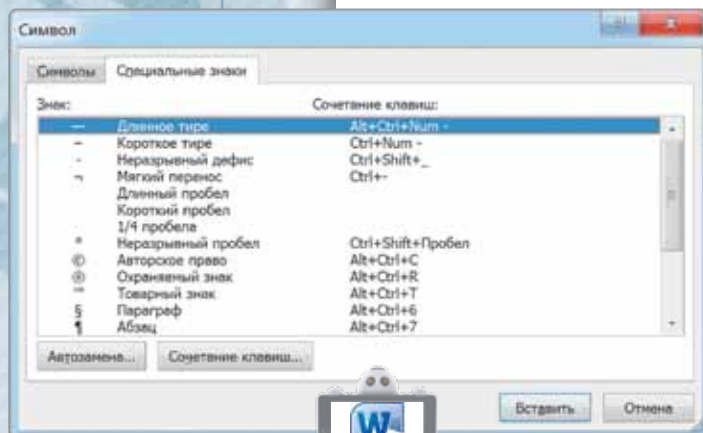 Символ
Символы Специальные знаки
Знак: Сочетание клавиш:
— Длинное тире Alt+Ctrl+Num -
– Короткое тире Ctrl+Num -
- Неразрывный дефис Ctrl+Shift+_
¬ Мягкий перенос Ctrl+-
Длинный пробел
Короткий пробел
1/4 пробела
° Неразрывный пробел Ctrl+Shift+Пробел
© Авторское право Alt+Ctrl+C
® Охраняемый знак Alt+Ctrl+R
™ Товарный знак Alt+Ctrl+T
§ Параграф Alt+Ctrl+6
¶ Абзац Alt+Ctrl+7
Автозамена... Сочетание клавиш...
Вставить Отмена
W